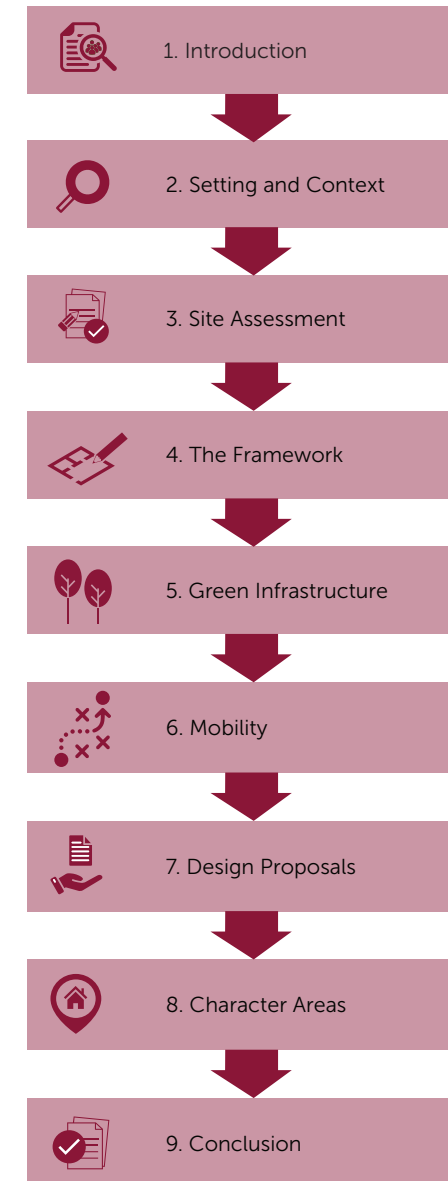 1. Introduction
2. Setting and Context
3. Site Assessment
4. The Framework
5. Green Infrastructure
6. Mobility
7. Design Proposals
8. Character Areas
9. Conclusion